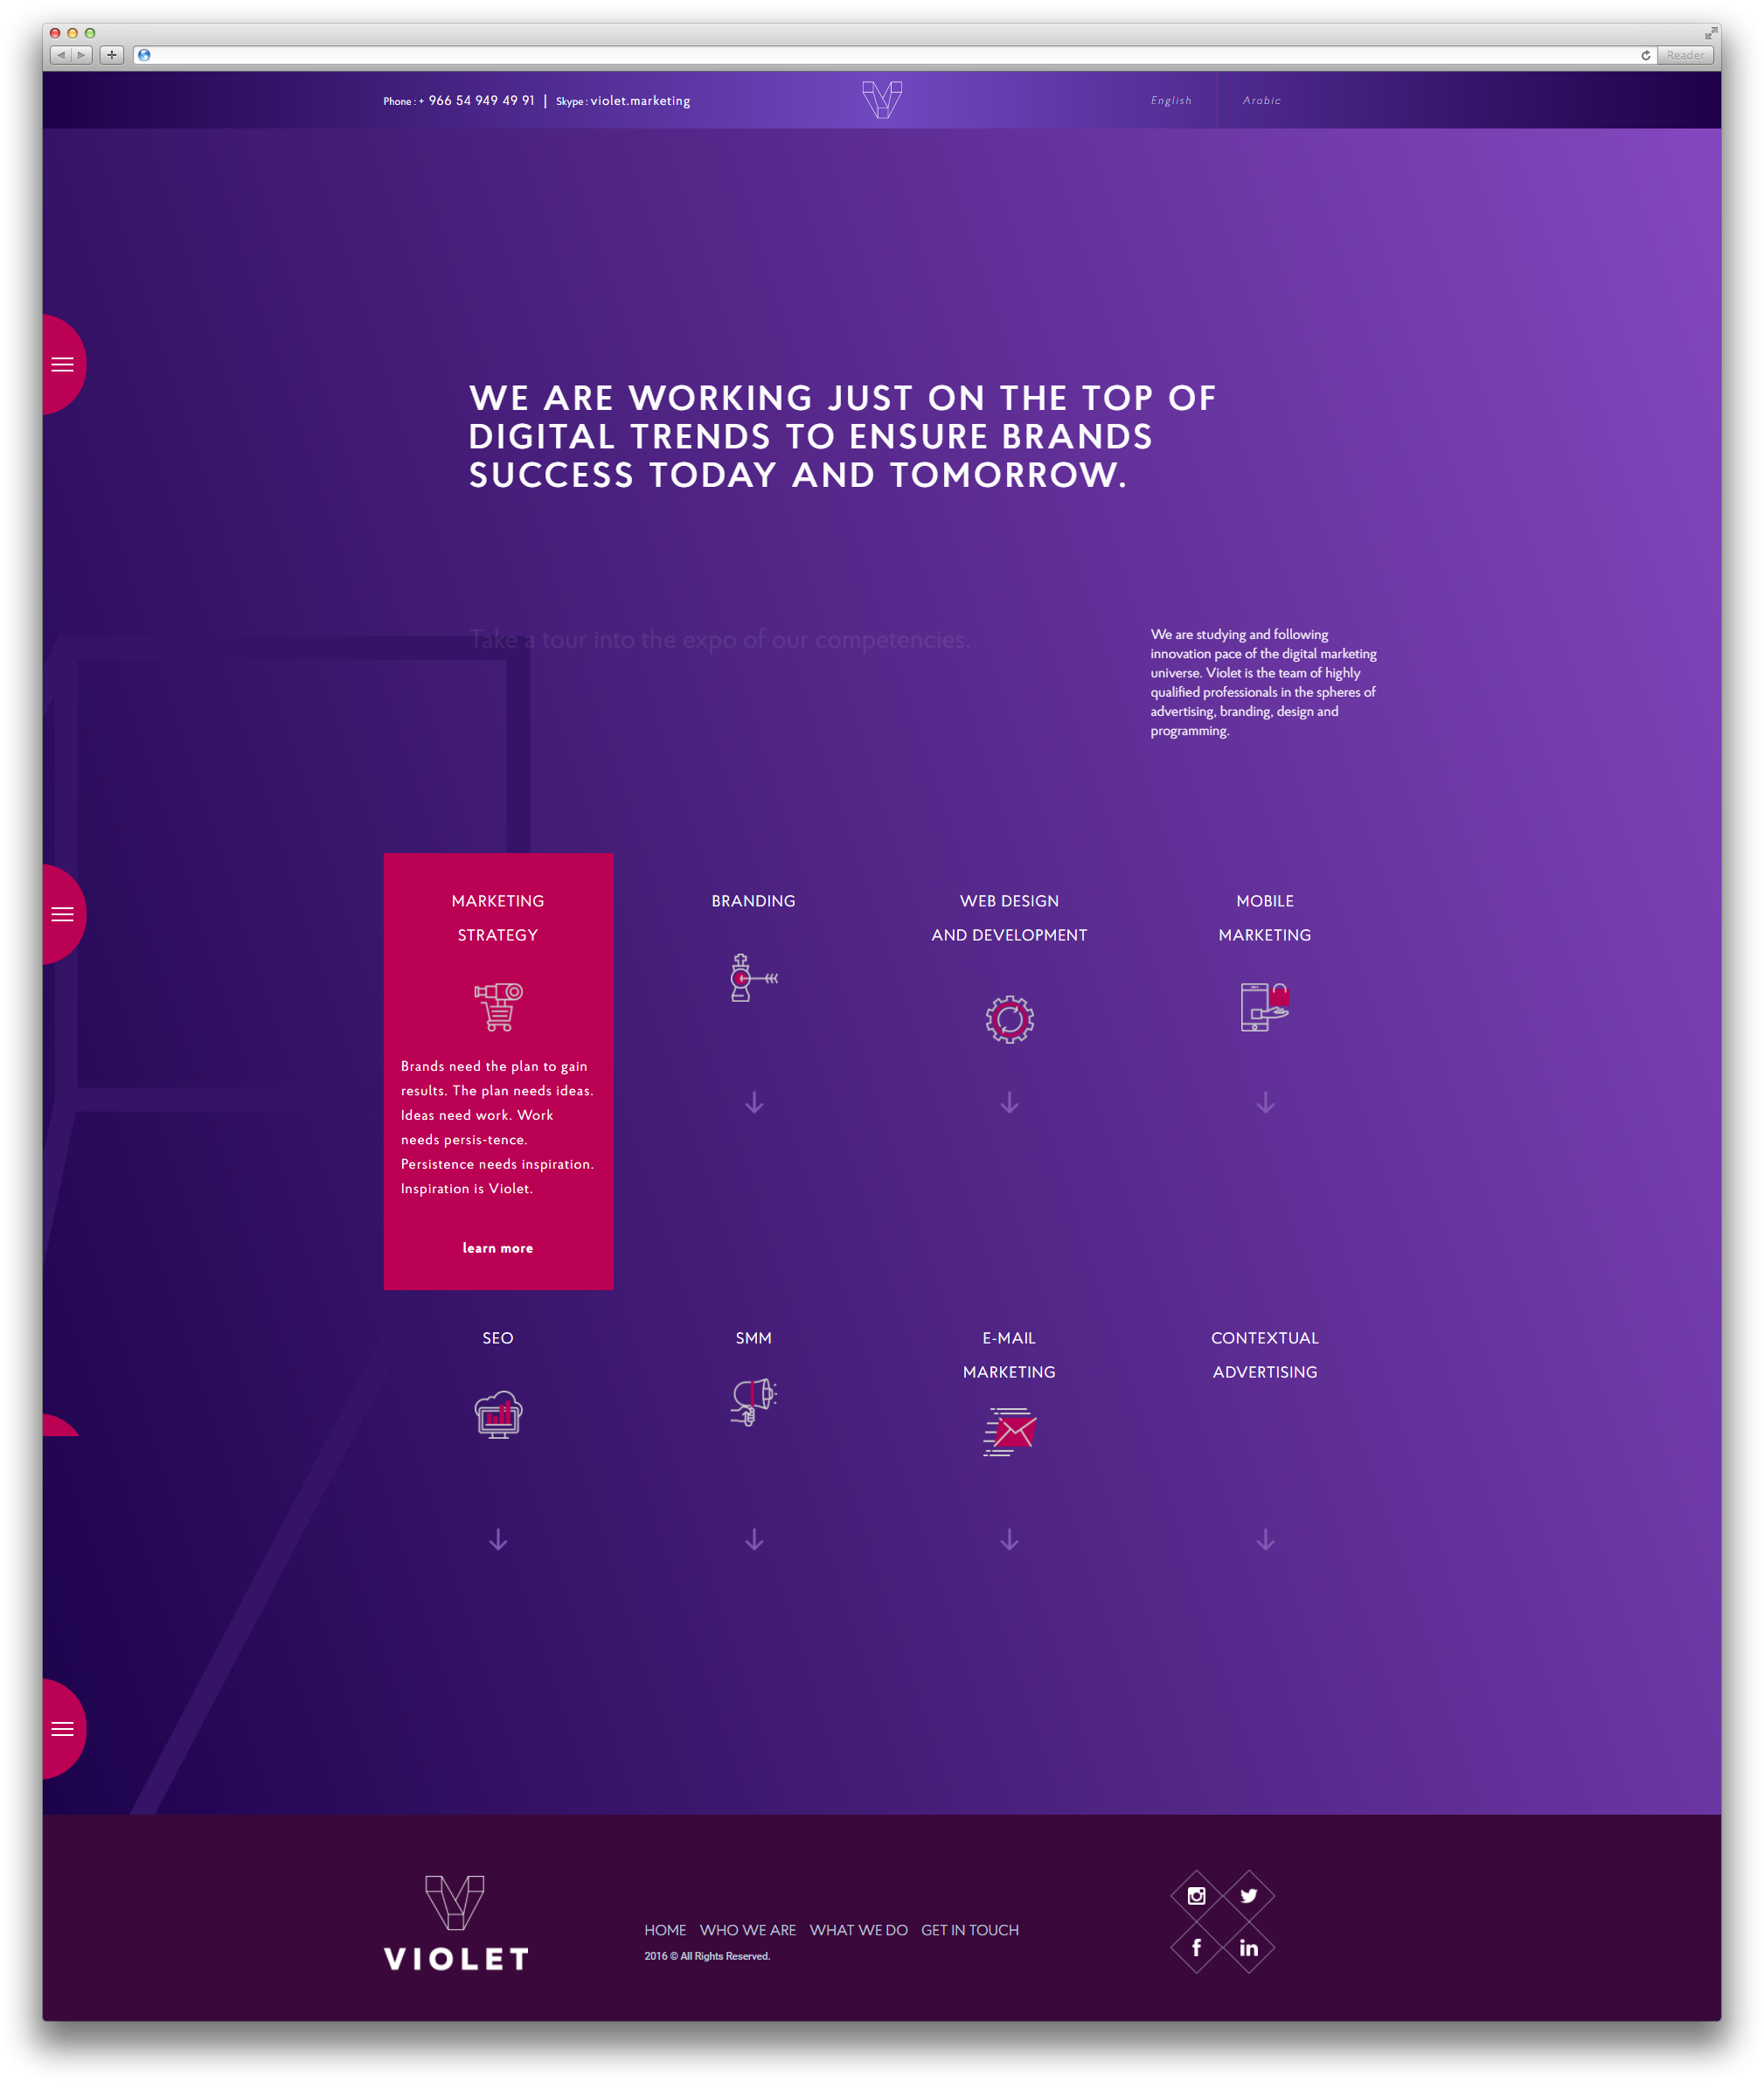 Reader
Phone : + 966 54 949 49 91 | Skype : violet.marketing
English
Arabic
WE ARE WORKING JUST ON THE TOP OF
DIGITAL TRENDS TO ENSURE BRANDS
SUCCESS TODAY AND TOMORROW.
Take a tour into the expo of our competencies.
We are studying and following
innovation pace of the digital marketing
universe. Violet is the team of highly
qualified professionals in the spheres of
advertising, branding, design and
programming.
MARKETING
STRATEGY
Brands need the plan to gain
results. The plan needs ideas.
Ideas need work. Work
needs persis-tence.
Persistence needs inspiration.
Inspiration is Violet.
learn more
BRANDING
WEB DESIGN
AND DEVELOPMENT
MOBILE
MARKETING
SEO
SMM
E-MAIL
MARKETING
CONTEXTUAL
ADVERTISING
VIOLET
HOME WHO WE ARE WHAT WE DO GET IN TOUCH
2016 © All Rights Reserved.